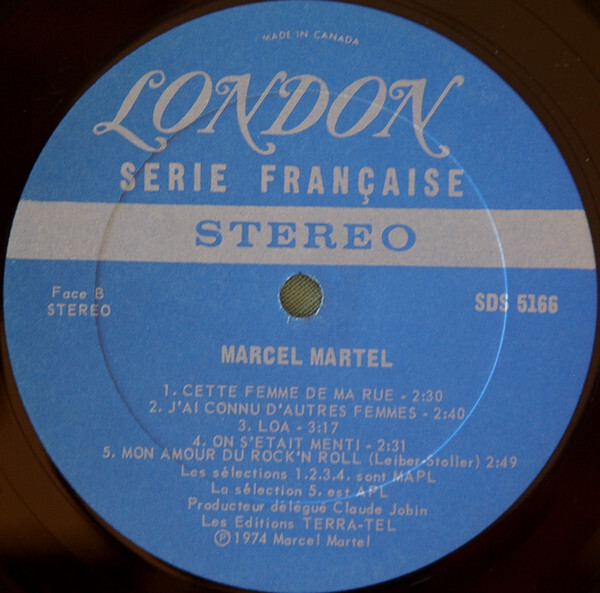 MADE IN CANADA
LONDON
SERIE FRANÇAISE
STEREO
Face B
STEREO
SDS 5166
MARCEL MARTEL
1. CETTE FEMME DE MA RUE - 2:30
2. J'AI CONNU D'AUTRES FEMMES - 2:40
3. LOA - 3:17
4. ON S'ETAIT MENTI - 2:31
5. MON AMOUR DU ROCK'N ROLL (Leiber-Stoller) 2:49
Les sélections 1.2.3.4. sont MAPL
La sélection 5. est APL
Producteur délégué Claude Jobin
Les Editions TERRA-TEL
Ⓟ1974 Marcel Martel